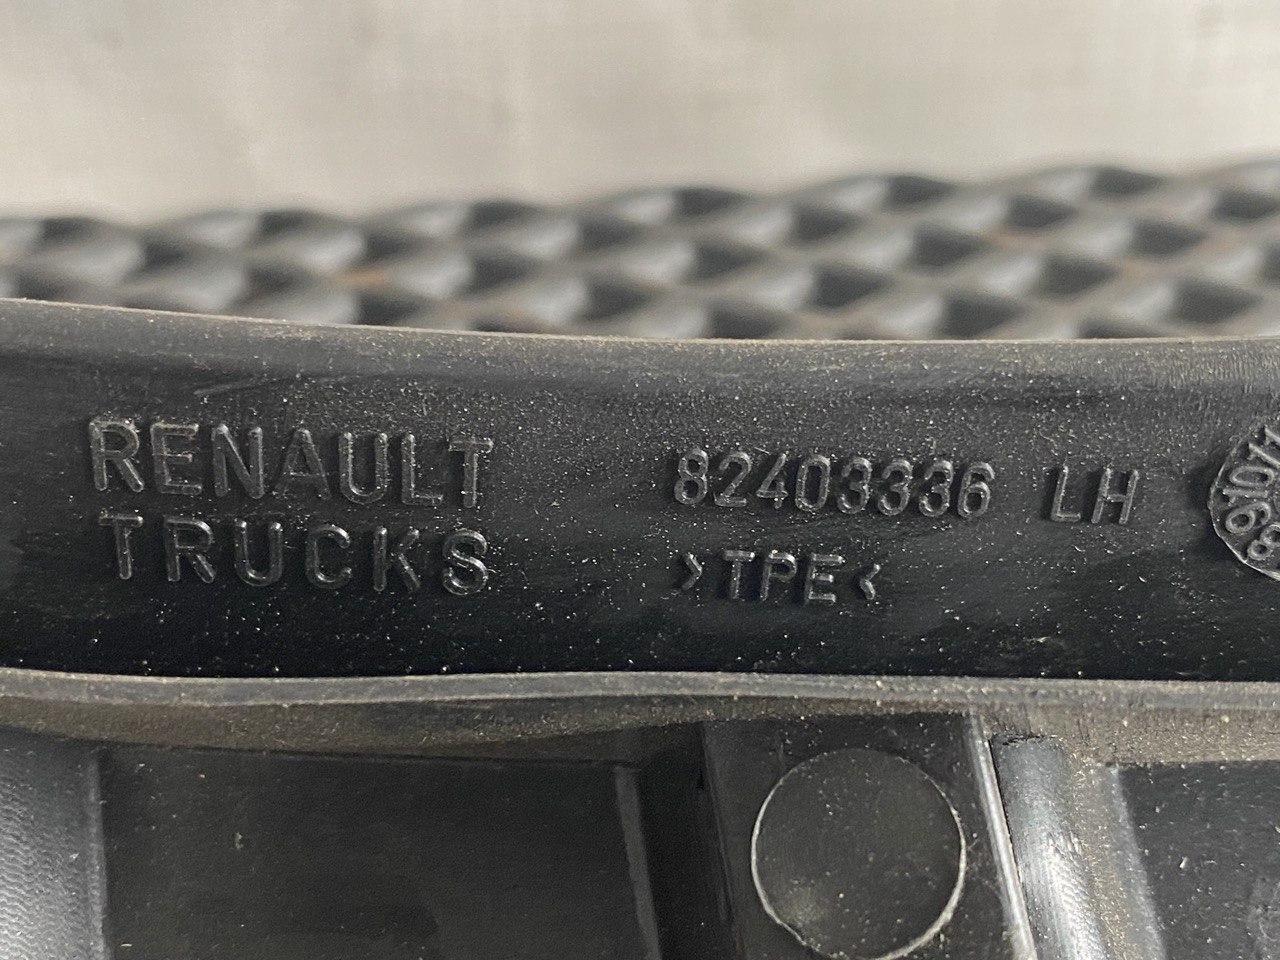 RENAULT
TRUCKS
82403336 LH
>TPE<